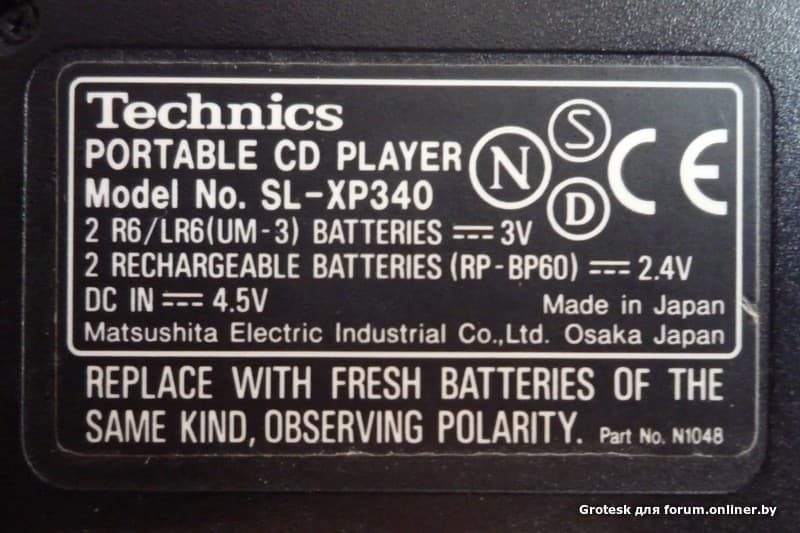 Technics
PORTABLE CD PLAYER
Model No. SL-XP340
N
S
D
CE
2 R6/LR6(UM-3) BATTERIES ⎓ 3V
2 RECHARGEABLE BATTERIES (RP-BP60) ⎓ 2.4V
DC IN ⎓ 4.5V
Made in Japan
Matsushita Electric Industrial Co.,Ltd. Osaka Japan
REPLACE WITH FRESH BATTERIES OF THE
SAME KIND, OBSERVING POLARITY. Part No. N1048
Grotesk для forum.onliner.by